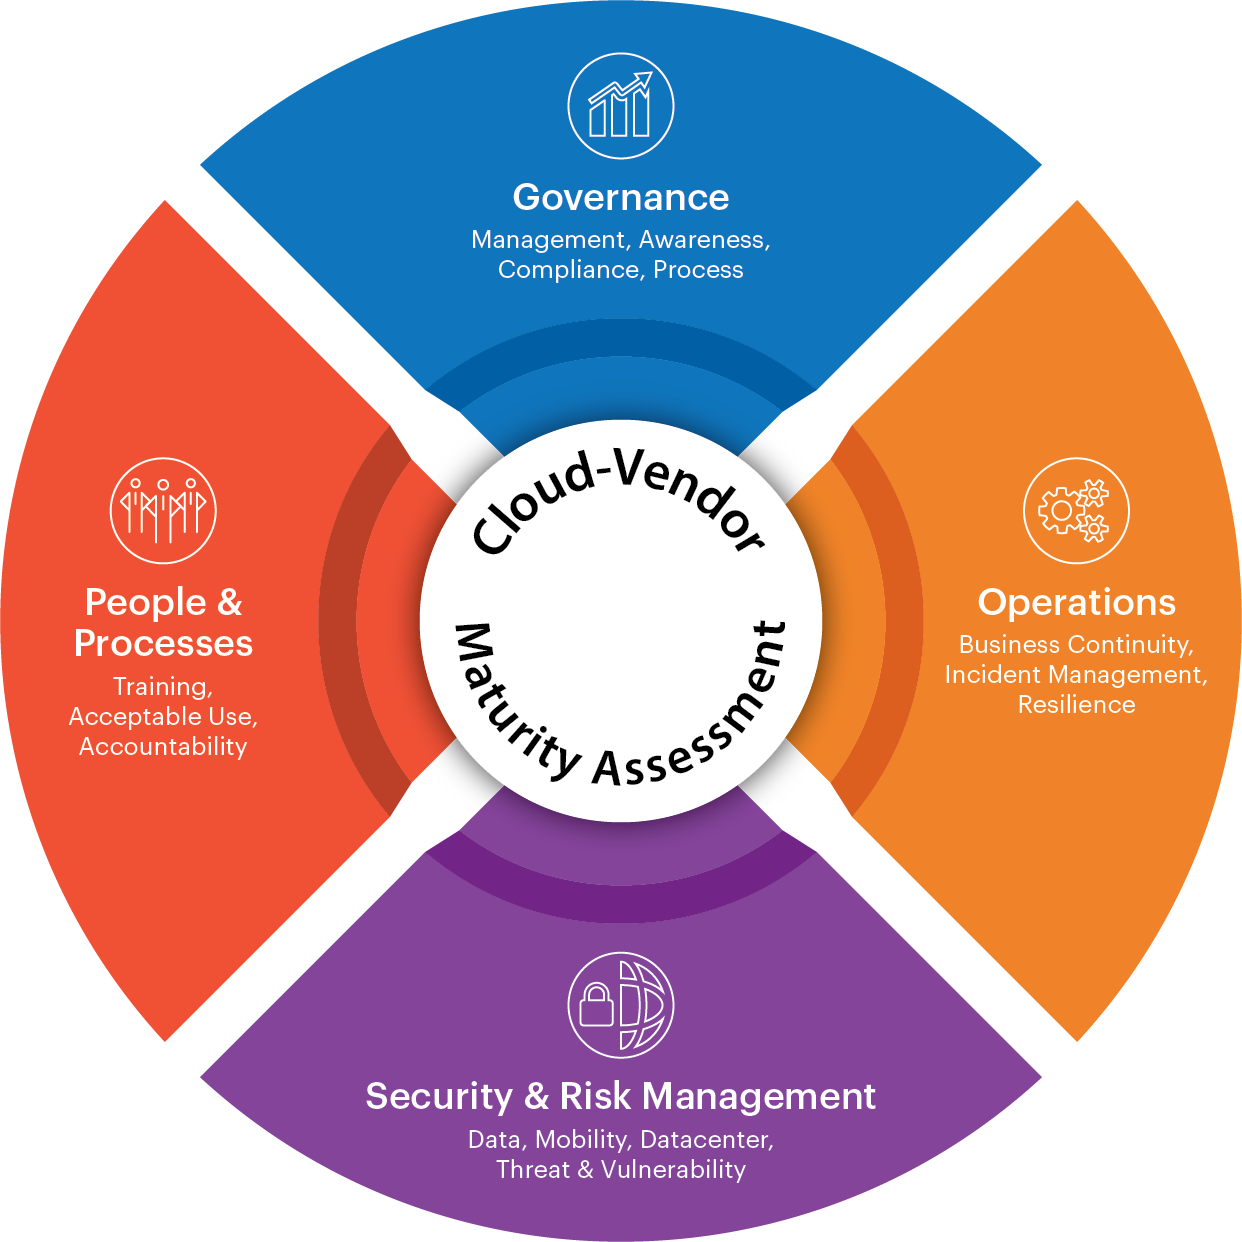 Governance
Management, Awareness,
Compliance, Process
Cloud-Vendor
Maturity Assessment
People &
Processes
Training,
Acceptable Use,
Accountability
Operations
Business Continuity,
Incident Management,
Resilience
Security & Risk Management
Data, Mobility, Datacenter,
Threat & Vulnerability